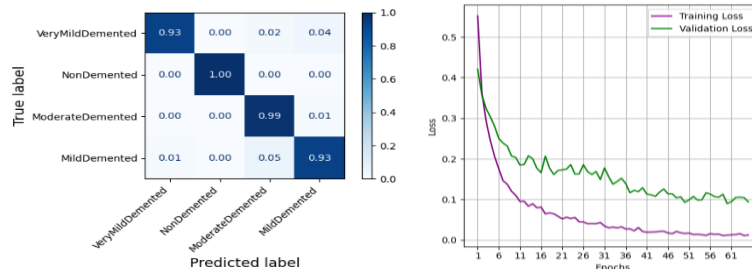 VeryMildDemented
0.93 0.00 0.02 0.04
NonDemented
0.00 1.00 0.00 0.00
ModerateDemented
0.00 0.00 0.99 0.01
MildDemented
0.01 0.00 0.05 0.93
True label
VeryMildDemented
NonDemented
ModerateDemented
MildDemented
Predicted label
1.0
0.8
0.6
0.4
0.2
0.0
Training Loss
Validation Loss
0.5
0.4
0.3
0.2
0.1
0.0
Loss
1 6 11 16 21 26 31 36 41 46 51 56 61
Epochs